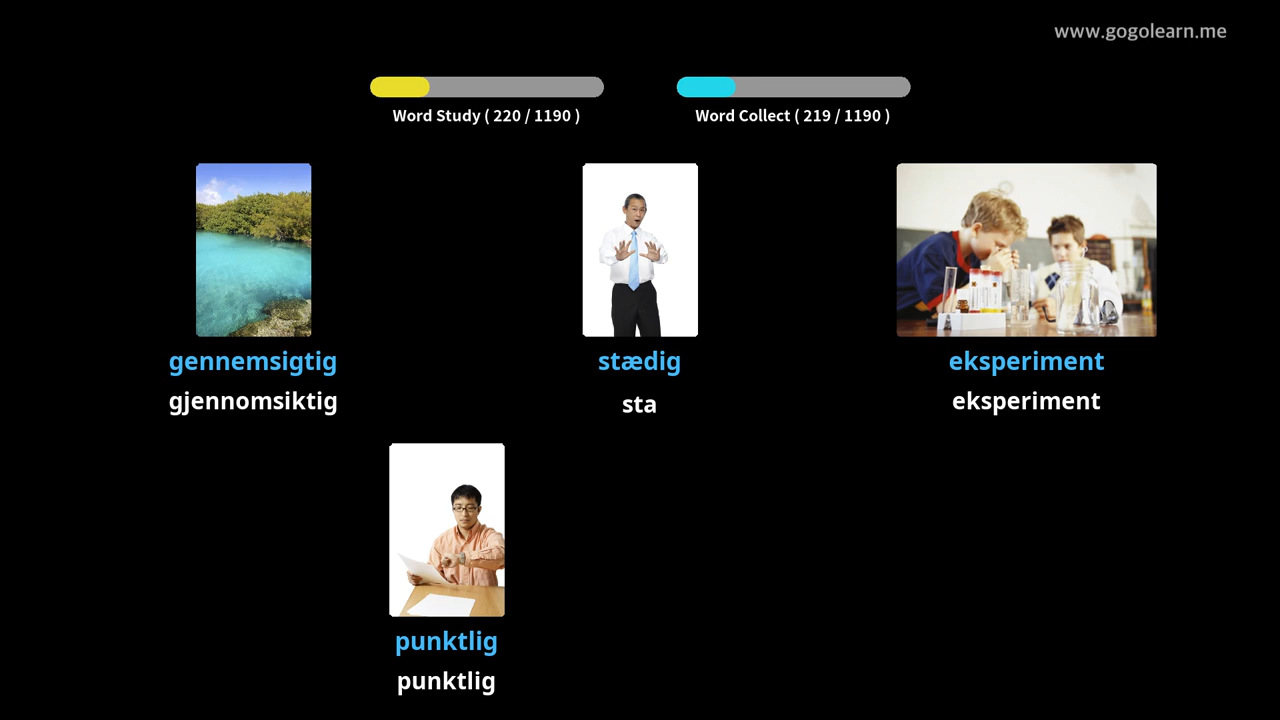 www.gogolearn.me
Word Study ( 220 / 1190 )
Word Collect ( 219 / 1190 )
gennemsigtig
gjennomsiktig
stædig
sta
eksperiment
eksperiment
punktlig
punktlig